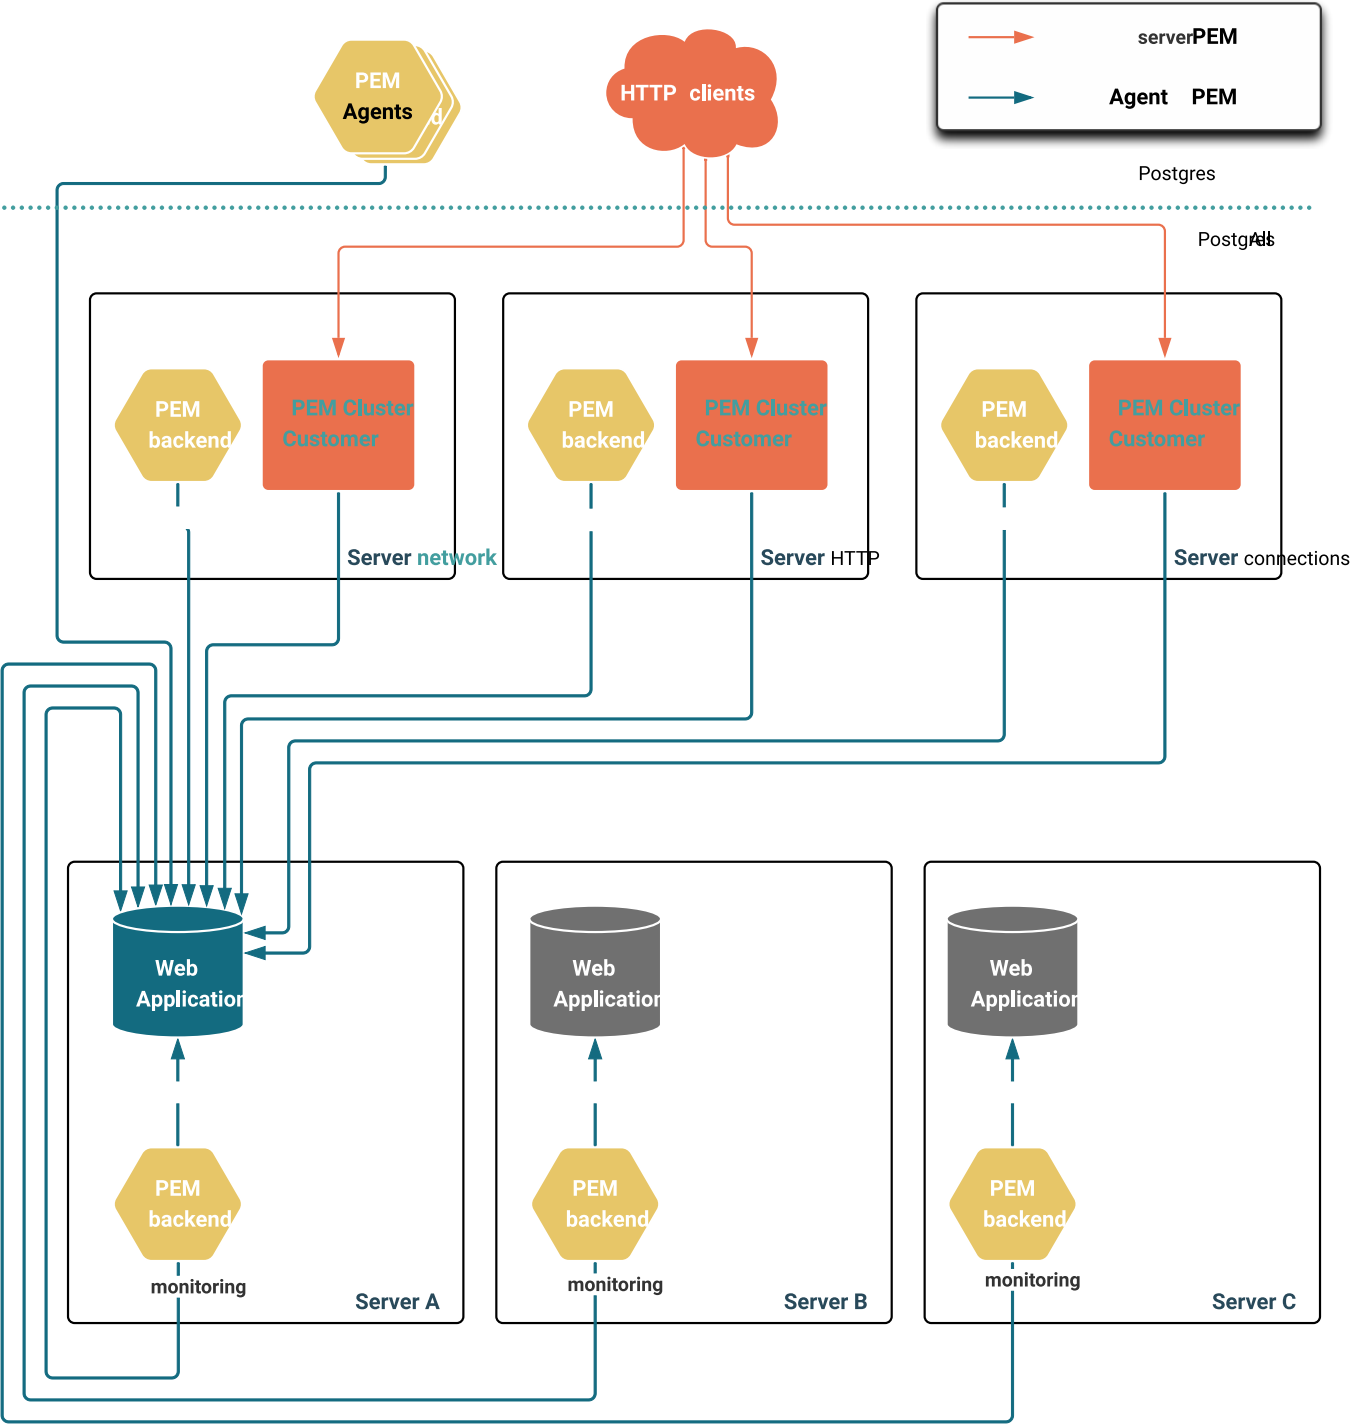 serverPEM
Agent PEM
PEM
Agents
d
HTTP clients
Postgres
Postgres
All
PEM
backend
PEM Cluster
Customer
Server network
PEM
backend
PEM Cluster
Customer
Server HTTP
PEM
backend
PEM Cluster
Customer
Server connections
Web
Application
PEM
backend
monitoring
Server A
Web
Application
PEM
backend
monitoring
Server B
Web
Application
PEM
backend
monitoring
Server C